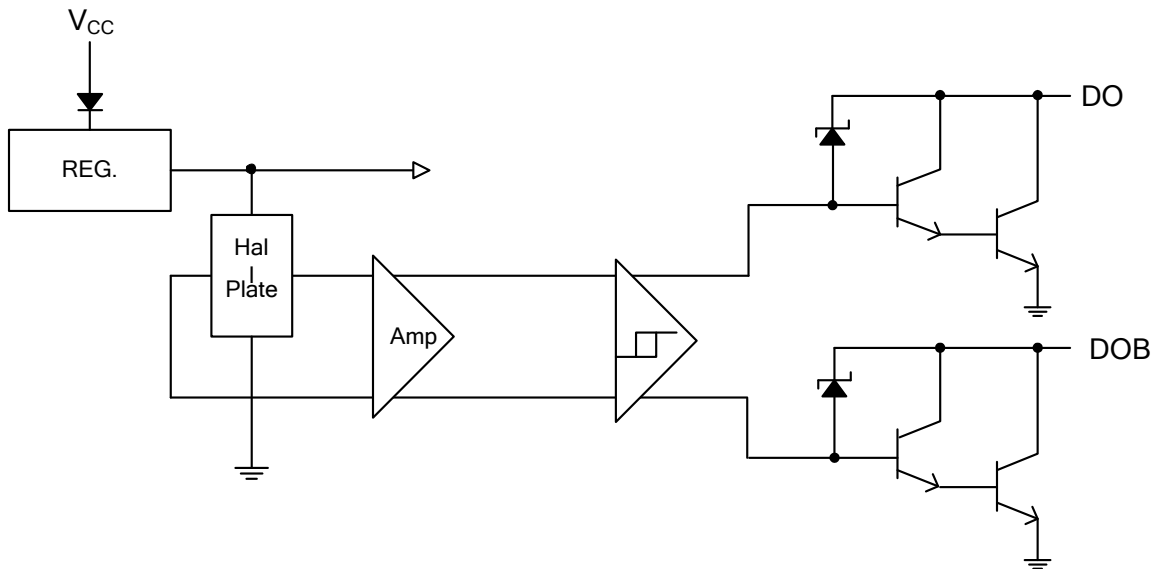 VCC
REG.
Hal
l
Plate
Amp
DO
DOB